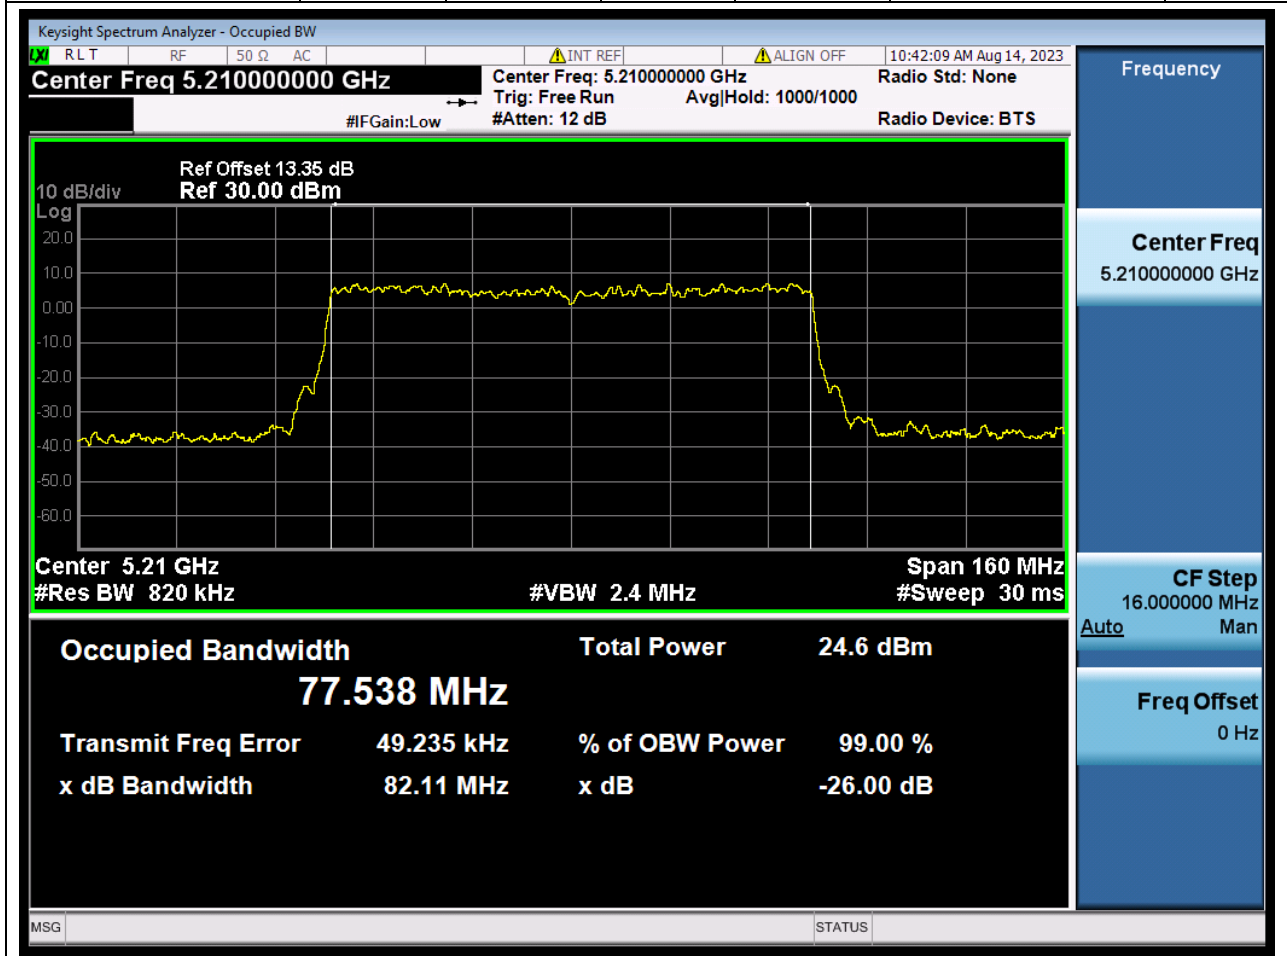 Keysight Spectrum Analyzer - Occupied BW
LXI RLT RF 50 Ω AC INT REF ALIGN OFF 10:42:09 AM Aug 14, 2023
Center Freq 5.210000000 GHz
Center Freq: 5.210000000 GHz
Radio Std: None
Trig: Free Run Avg|Hold: 1000/1000
#IFGain:Low #Atten: 12 dB Radio Device: BTS
Ref Offset 13.35 dB
10 dB/div Ref 30.00 dBm
Log
20.0
10.0
0.00
-10.0
-20.0
-30.0
-40.0
-50.0
-60.0
Center 5.21 GHz Span 160 MHz
#Res BW 820 kHz #VBW 2.4 MHz #Sweep 30 ms
Occupied Bandwidth Total Power 24.6 dBm
77.538 MHz
Transmit Freq Error 49.235 kHz % of OBW Power 99.00 %
x dB Bandwidth 82.11 MHz x dB -26.00 dB
MSG STATUS
Frequency
Center Freq
5.210000000 GHz
CF Step
16.000000 MHz
Auto Man
Freq Offset
0 Hz